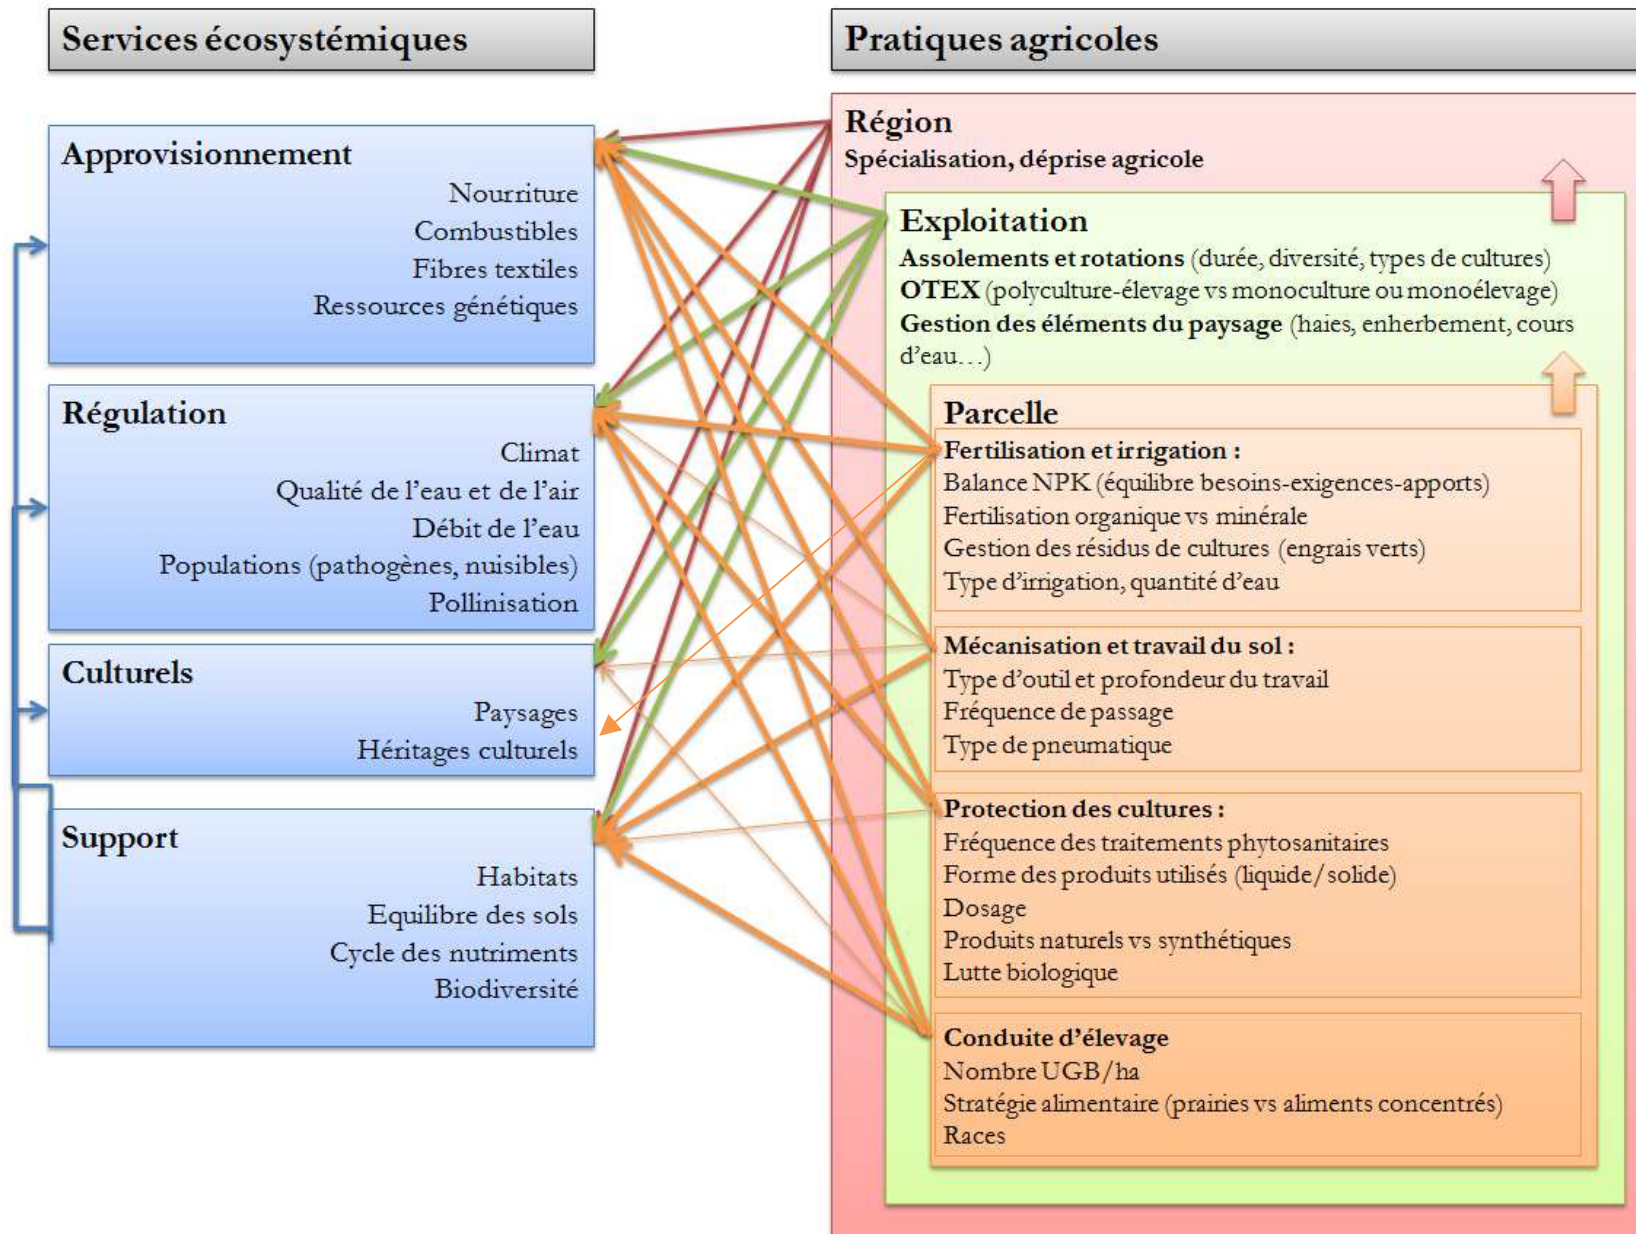 Services écosystémiques
Approvisionnement
Nourriture
Combustibles
Fibres textiles
Ressources génétiques
Régulation
Climat
Qualité de l'eau et de l'air
Débit de l'eau
Populations (pathogènes, nuisibles)
Pollinisation
Culturels
Paysages
Héritages culturels
Support
Habitats
Equilibre des sols
Cycle des nutriments
Biodiversité
Pratiques agricoles
Région
Spécialisation, déprise agricole
Exploitation
Assolements et rotations (durée, diversité, types de cultures)
OTEX (polyculture-élevage vs monoculture ou monoélevage)
Gestion des éléments du paysage (haies, enherbement, cours
d'eau…)
Parcelle
Fertilisation et irrigation :
Balance NPK (équilibre besoins-exigences-apports)
Fertilisation organique vs minérale
Gestion des résidus de cultures (engrais verts)
Type d'irrigation, quantité d'eau
Mécanisation et travail du sol :
Type d'outil et profondeur du travail
Fréquence de passage
Type de pneumatique
Protection des cultures :
Fréquence des traitements phytosanitaires
Forme des produits utilisés (liquide/solide)
Dosage
Produits naturels vs synthétiques
Lutte biologique
Conduite d'élevage
Nombre UGB/ha
Stratégie alimentaire (prairies vs aliments concentrés)
Races